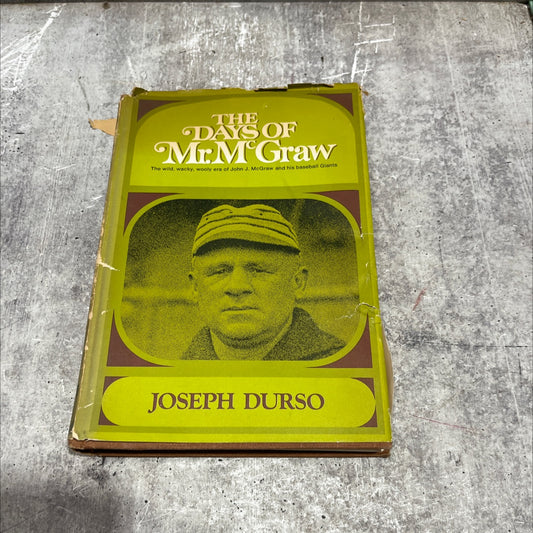 THE
DAYS OF
Mr. McGraw
The wild, wacky, wooly era of John J. McGraw and his baseball Giants
JOSEPH DURSO